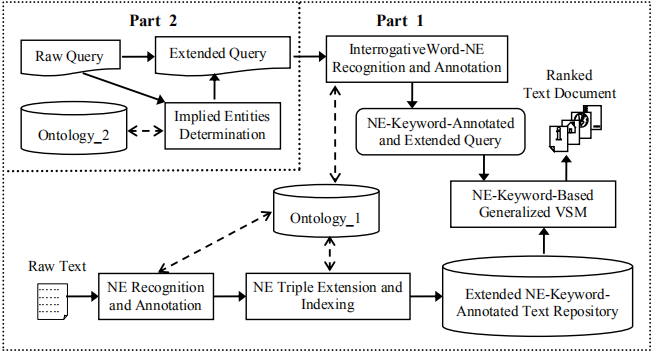 Part 2
Part 1
Raw Query
Extended Query
InterrogativeWord-NE
Recognition and Annotation
Ranked
Text Document
Ontology_2
Implied Entities
Determination
NE-Keyword-Annotated
and Extended Query
NE-Keyword-Based
Generalized VSM
Ontology_1
Raw Text
NE Recognition
and Annotation
NE Triple Extension and
Indexing
Extended NE-Keyword-
Annotated Text Repository